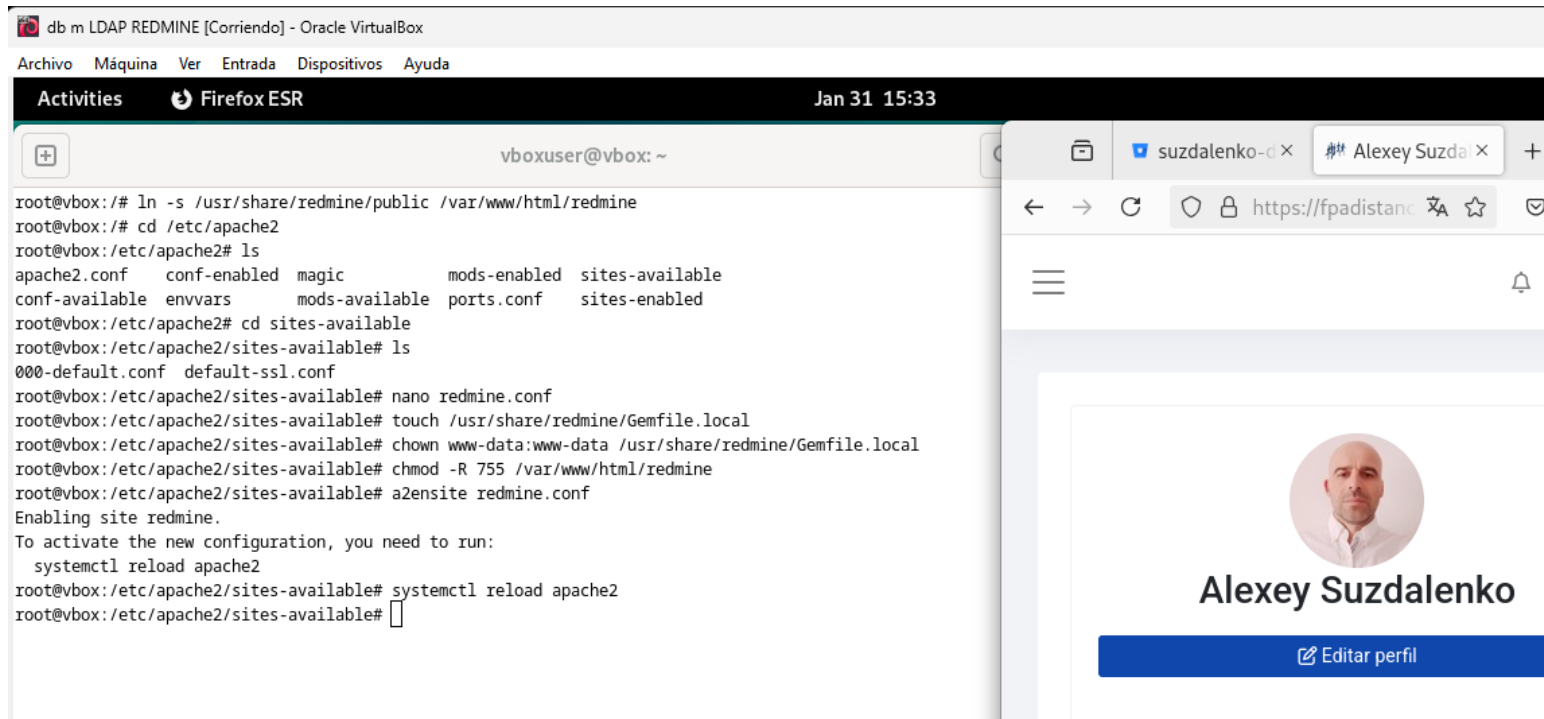 db m LDAP REDMINE [Corriendo] - Oracle VirtualBox
Archivo Máquina Ver Entrada Dispositivos Ayuda
Activities Firefox ESR Jan 31 15:33
vboxuser@vbox: ~
root@vbox:/# ln -s /usr/share/redmine/public /var/www/html/redmine
root@vbox:/# cd /etc/apache2
root@vbox:/etc/apache2# ls
apache2.conf conf-enabled magic mods-enabled sites-available
conf-available envvars mods-available ports.conf sites-enabled
root@vbox:/etc/apache2# cd sites-available
root@vbox:/etc/apache2/sites-available# ls
000-default.conf default-ssl.conf
root@vbox:/etc/apache2/sites-available# nano redmine.conf
root@vbox:/etc/apache2/sites-available# touch /usr/share/redmine/Gemfile.local
root@vbox:/etc/apache2/sites-available# chown www-data:www-data /usr/share/redmine/Gemfile.local
root@vbox:/etc/apache2/sites-available# chmod -R 755 /var/www/html/redmine
root@vbox:/etc/apache2/sites-available# a2ensite redmine.conf
Enabling site redmine.
To activate the new configuration, you need to run:
systemctl reload apache2
root@vbox:/etc/apache2/sites-available# systemctl reload apache2
root@vbox:/etc/apache2/sites-available#
suzdalenko-d Alexey Suzdal
https://fpadistanc
Alexey Suzdalenko
Editar perfil